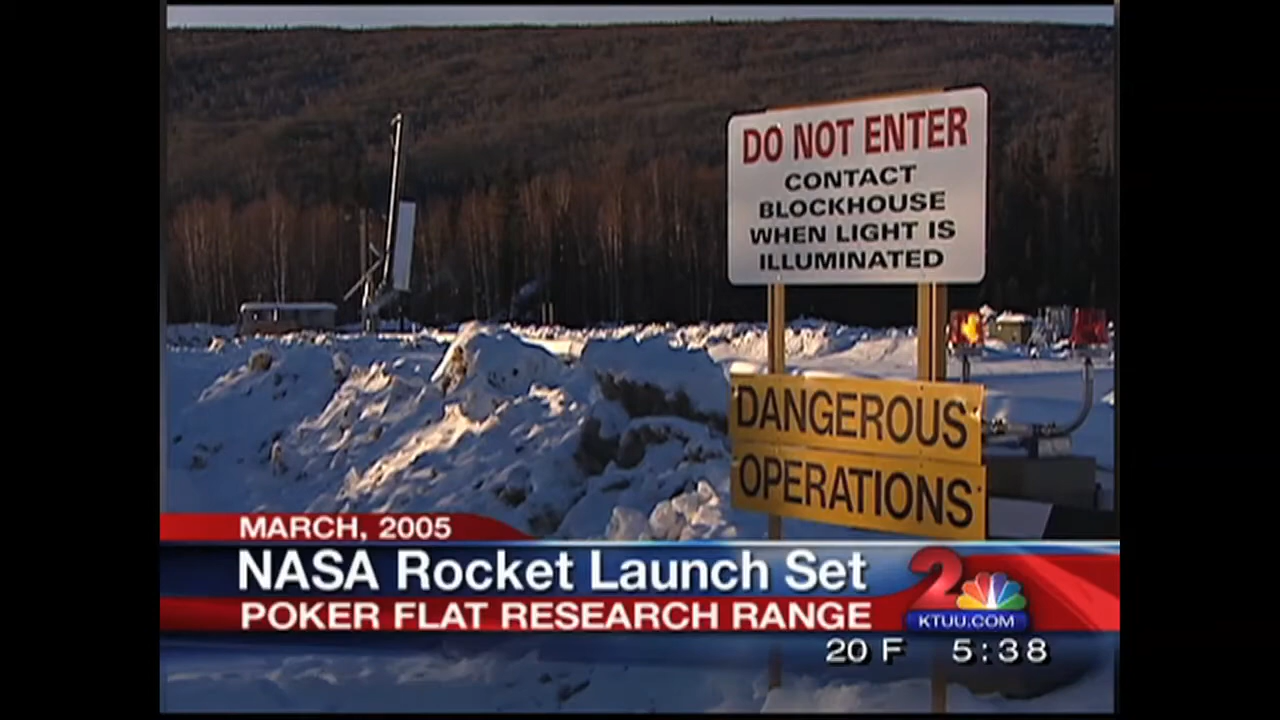 DO NOT ENTER
CONTACT
BLOCKHOUSE
WHEN LIGHT IS
ILLUMINATED
DANGEROUS
OPERATIONS
MARCH, 2005
NASA Rocket Launch Set
POKER FLAT RESEARCH RANGE
2
KTUU.COM
20 F 5:38